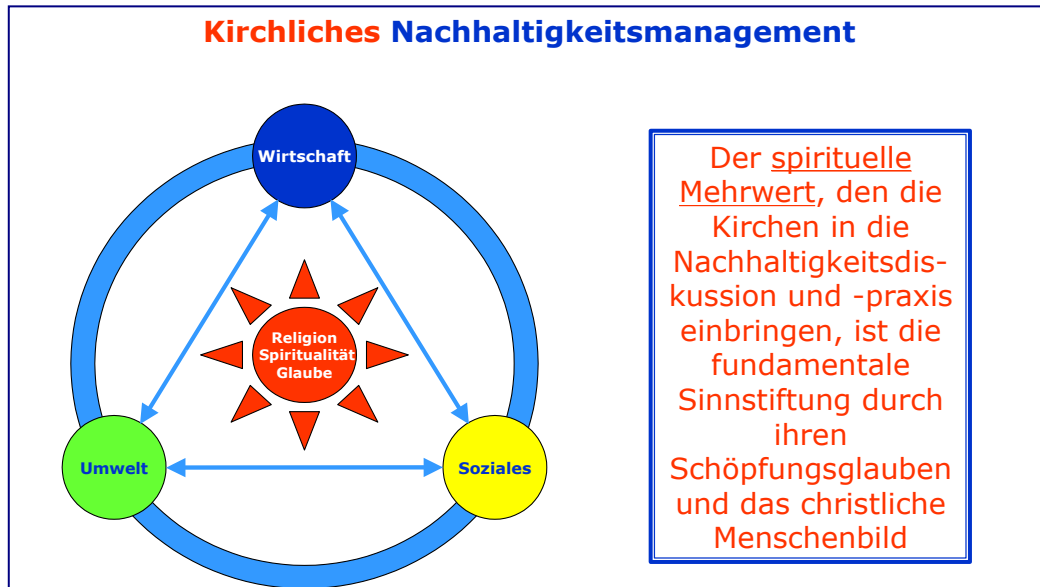 Kirchliches Nachhaltigkeitsmanagement
Wirtschaft
Religion
Spiritualität
Glaube
Umwelt
Soziales
Der spirituelle
Mehrwert, den die
Kirchen in die
Nachhaltigkeitsdis-
kussion und -praxis
einbringen, ist die
fundamentale
Sinnstiftung durch
ihren
Schöpfungsglauben
und das christliche
Menschenbild